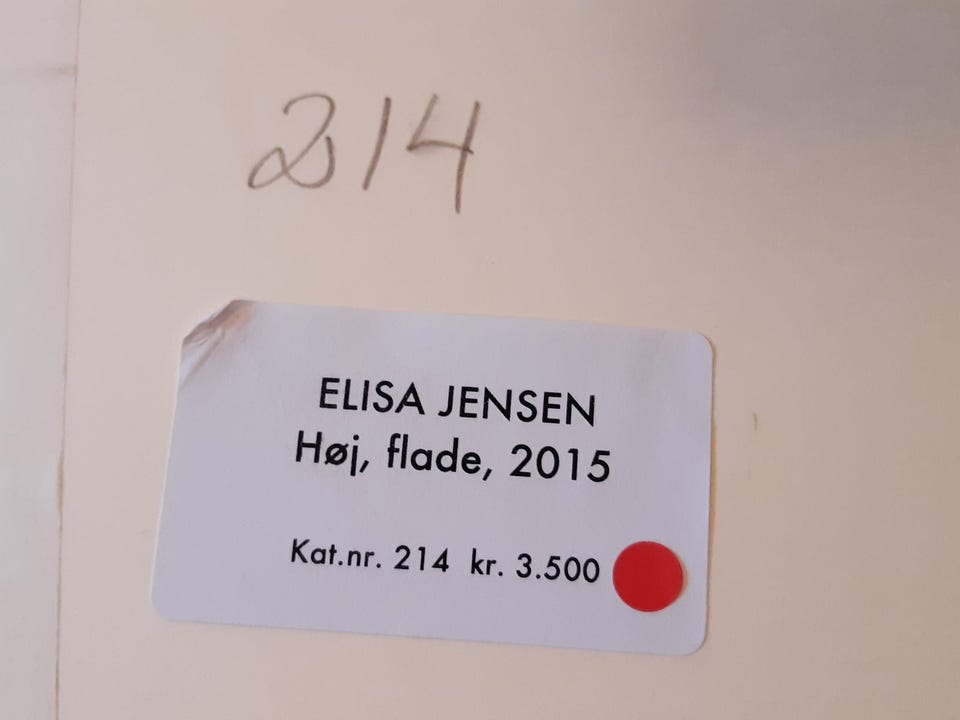 214
ELISA JENSEN
Høj, flade, 2015
Kat.nr. 214 kr. 3.500